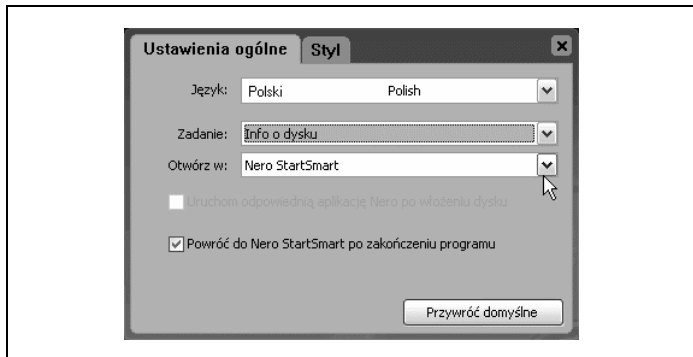 Ustawienia ogólne Styl
Język: Polski Polish
Zadanie: Info o dysku
Otwórz w: Nero StartSmart
Uruchom odpowiednią aplikację Nero po włożeniu dysku
Powróć do Nero StartSmart po zakończeniu programu
Przywróć domyślne